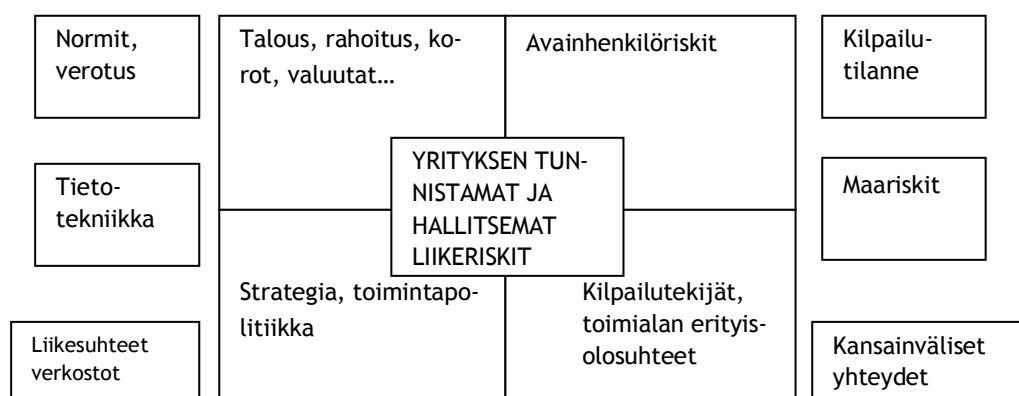 Normit,
verotus
Talous, rahoitus, ko-
rot, valuutat…
Avainhenkilöriskit
Kilpailu-
tilanne
Tieto-
tekniikka
YRITYKSEN TUN-
NISTAMAT JA
HALLITSEMAT
LIIKERISKIT
Maariskit
Liikesuhteet
verkostot
Strategia, toimintapo-
litiikka
Kilpailutekijät,
toimialan erityis-
olosuhteet
Kansainväliset
yhteydet